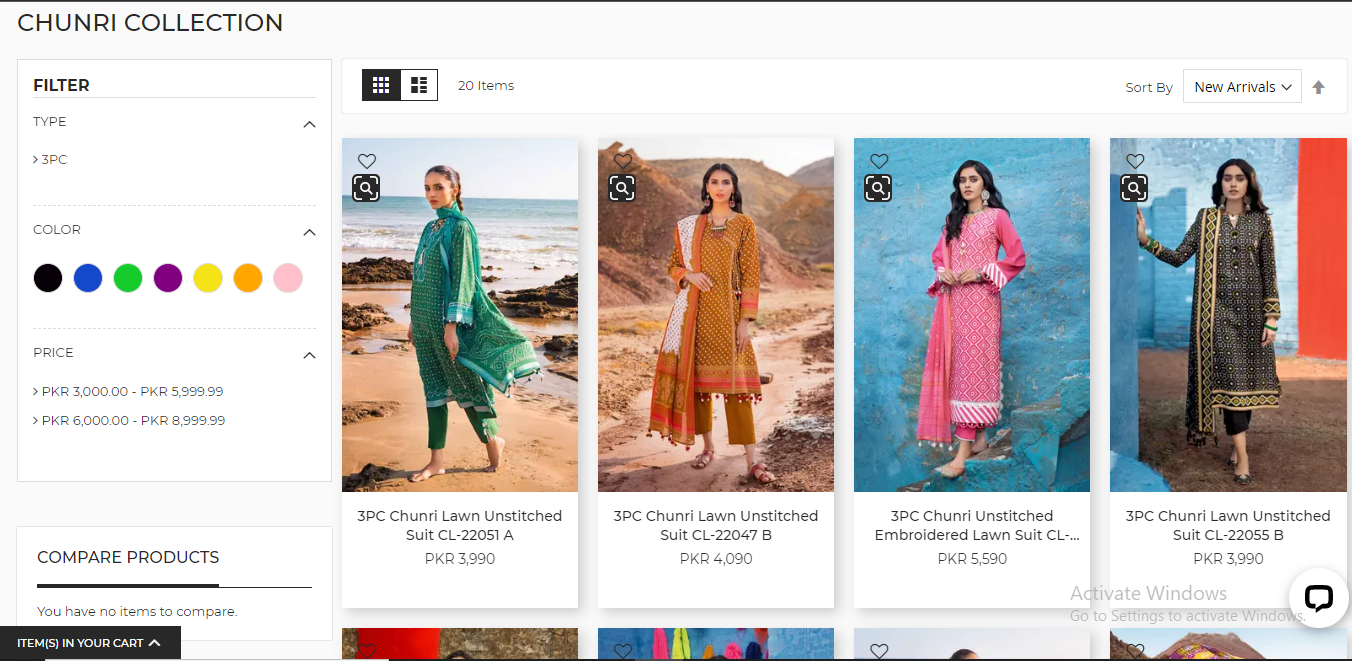 CHUNRI COLLECTION
FILTER
TYPE
3PC
COLOR
PRICE
PKR 3,000.00 - PKR 5,999.99
PKR 6,000.00 - PKR 8,999.99
COMPARE PRODUCTS
You have no items to compare.
ITEM(S) IN YOUR CART
20 Items
Sort By
New Arrivals
3PC Chunri Lawn Unstitched
Suit CL-22051 A
PKR 3,990
3PC Chunri Lawn Unstitched
Suit CL-22047 B
PKR 4,090
3PC Chunri Unstitched
Embroidered Lawn Suit CL-...
PKR 5,590
3PC Chunri Lawn Unstitched
Suit CL-22055 B
PKR 3,990
Activate Windows
Go to Settings to activate Windows.